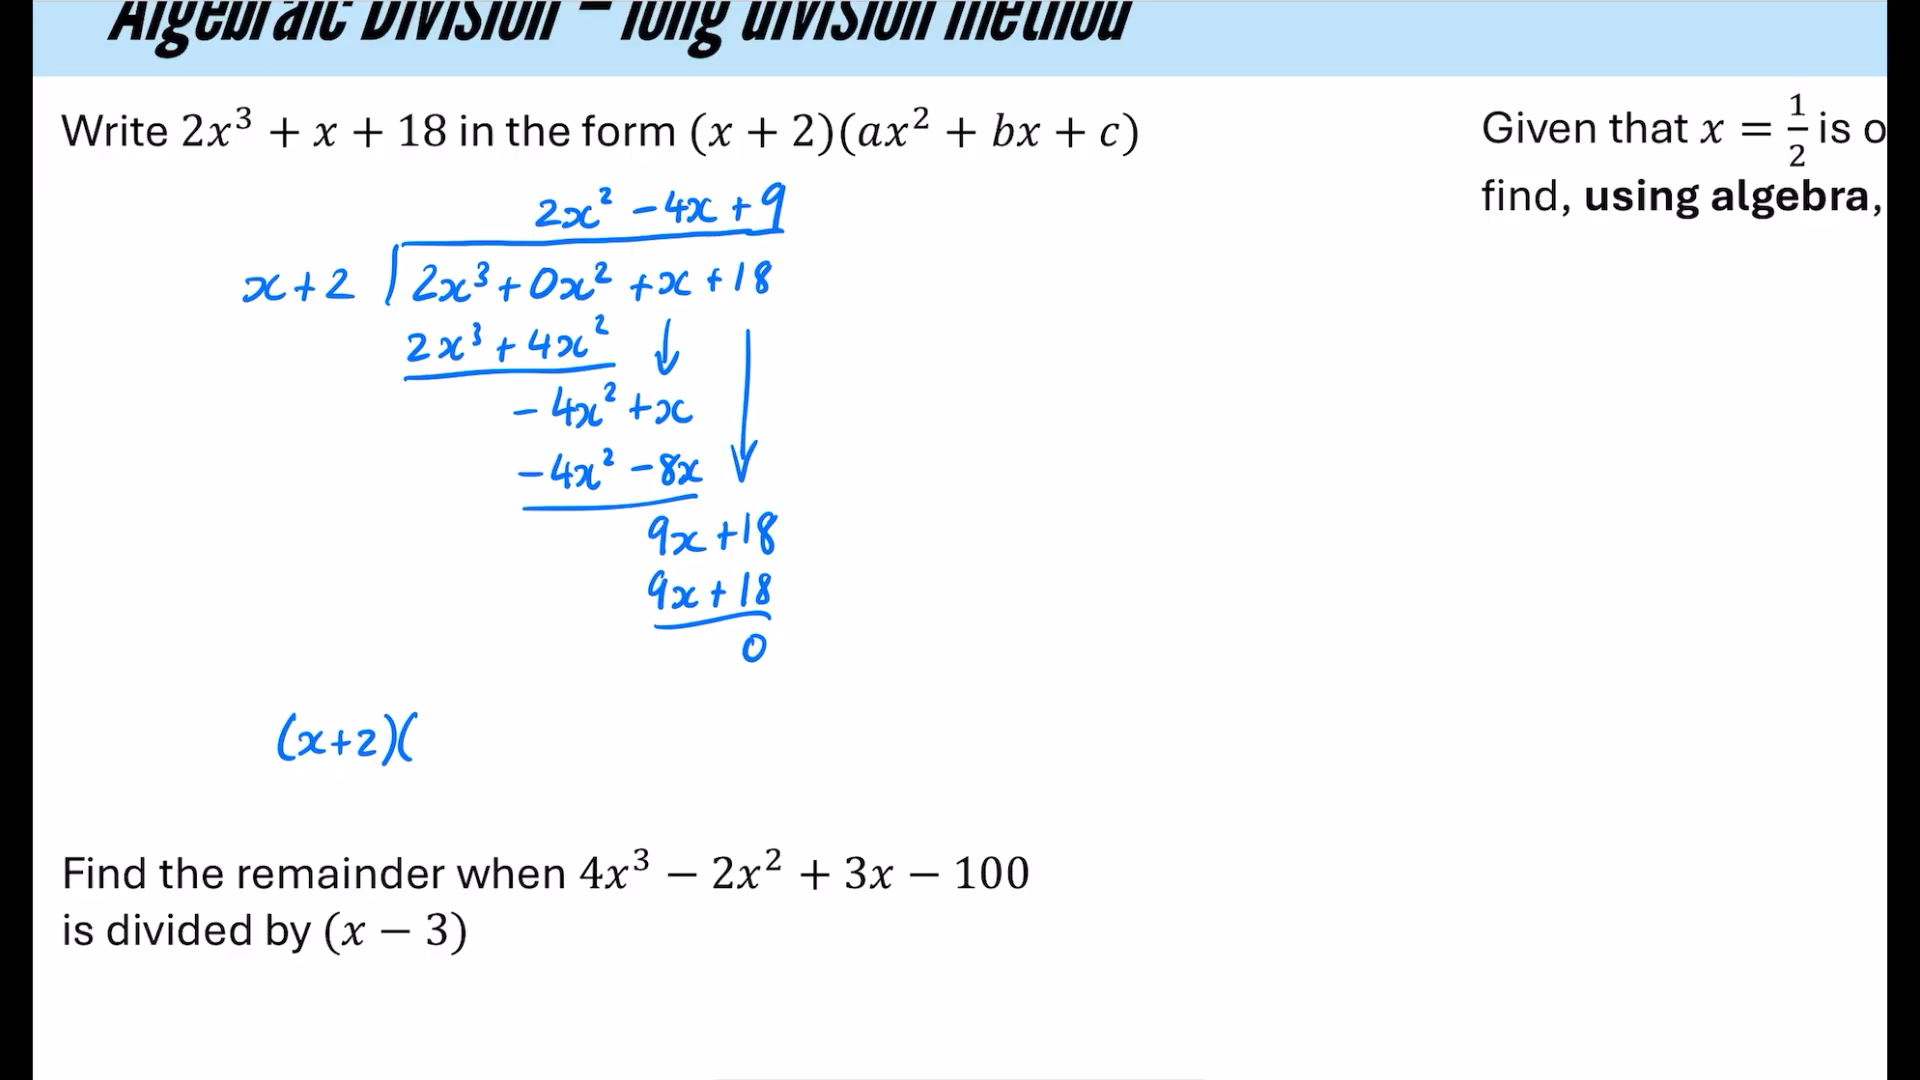 Algebraic Division – long division method
Write 2x³ + x + 18 in the form (x + 2)(ax² + bx + c)
2x² - 4x + 9
x+2 2x³ + 0x² + x + 18
2x³ + 4x²
- 4x² + x
- 4x² - 8x
9x + 18
9x + 18
0
(x+2)(
Find the remainder when 4x³ − 2x² + 3x − 100
is divided by (x − 3)
Given that x = 1/2 is o
find, using algebra,